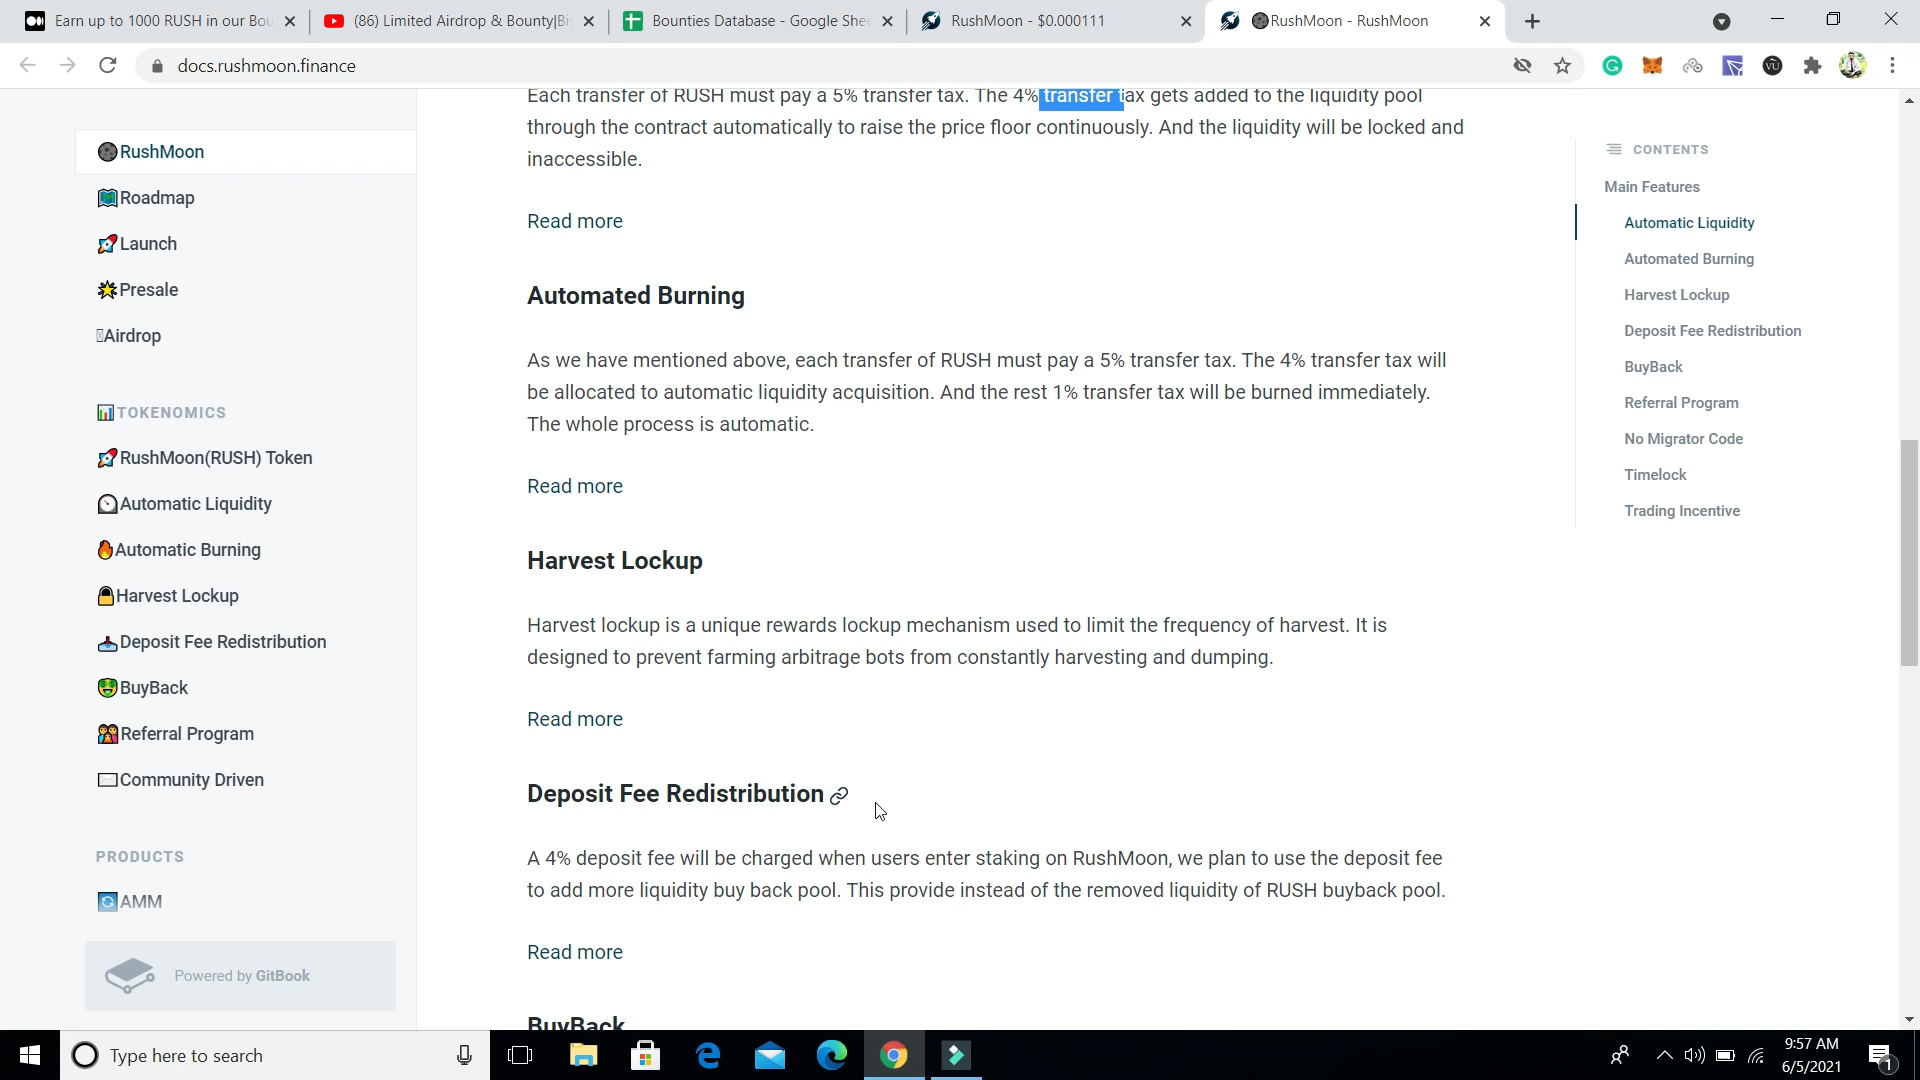 Earn up to 1000 RUSH in our Bou
(86) Limited Airdrop & Bounty|Bi
Bounties Database - Google Shee
RushMoon - $0.000111
RushMoon - RushMoon
docs.rushmoon.finance
RushMoon
Roadmap
Launch
Presale
Airdrop
TOKENOMICS
RushMoon(RUSH) Token
Automatic Liquidity
Automatic Burning
Harvest Lockup
Deposit Fee Redistribution
BuyBack
Referral Program
Community Driven
PRODUCTS
AMM
Powered by GitBook
Each transfer of RUSH must pay a 5% transfer tax. The 4% transfer tax gets added to the liquidity pool
through the contract automatically to raise the price floor continuously. And the liquidity will be locked and
inaccessible.
Read more
Automated Burning
As we have mentioned above, each transfer of RUSH must pay a 5% transfer tax. The 4% transfer tax will
be allocated to automatic liquidity acquisition. And the rest 1% transfer tax will be burned immediately.
The whole process is automatic.
Read more
Harvest Lockup
Harvest lockup is a unique rewards lockup mechanism used to limit the frequency of harvest. It is
designed to prevent farming arbitrage bots from constantly harvesting and dumping.
Read more
Deposit Fee Redistribution
A 4% deposit fee will be charged when users enter staking on RushMoon, we plan to use the deposit fee
to add more liquidity buy back pool. This provide instead of the removed liquidity of RUSH buyback pool.
Read more
BuyBack
CONTENTS
Main Features
Automatic Liquidity
Automated Burning
Harvest Lockup
Deposit Fee Redistribution
BuyBack
Referral Program
No Migrator Code
Timelock
Trading Incentive
Type here to search
9:57 AM
6/5/2021
1